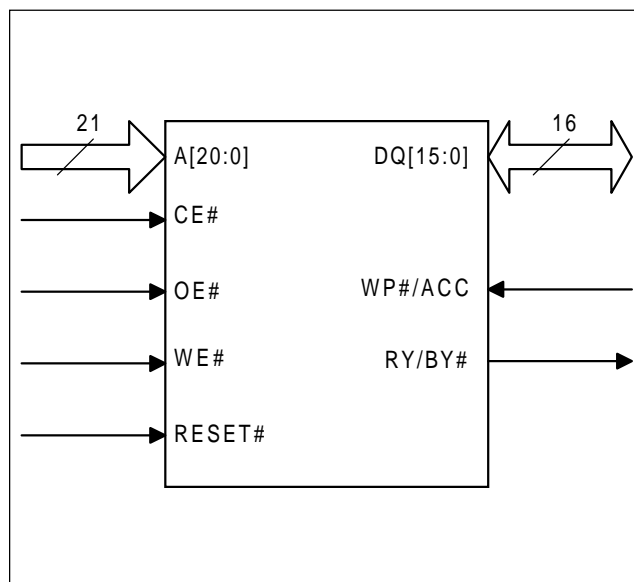 21
16
A[20:0]
DQ[15:0]
CE#
OE#
WP#/ACC
WE#
RY/BY#
RESET#